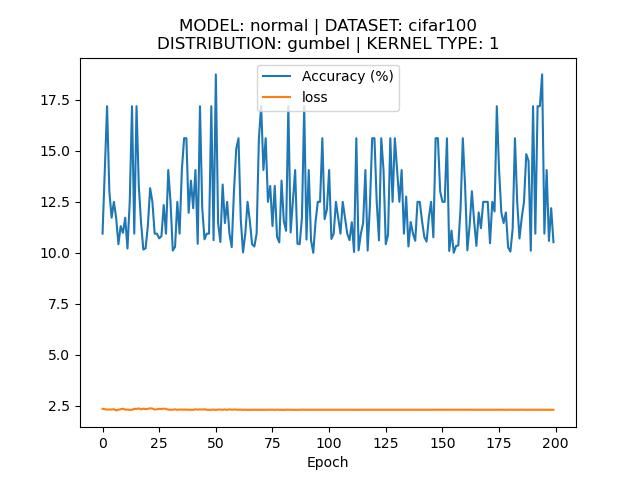 MODEL: normal | DATASET: cifar100
DISTRIBUTION: gumbel | KERNEL TYPE: 1
Accuracy (%)
loss
17.5
15.0
12.5
10.0
7.5
5.0
2.5
0 25 50 75 100 125 150 175 200
Epoch